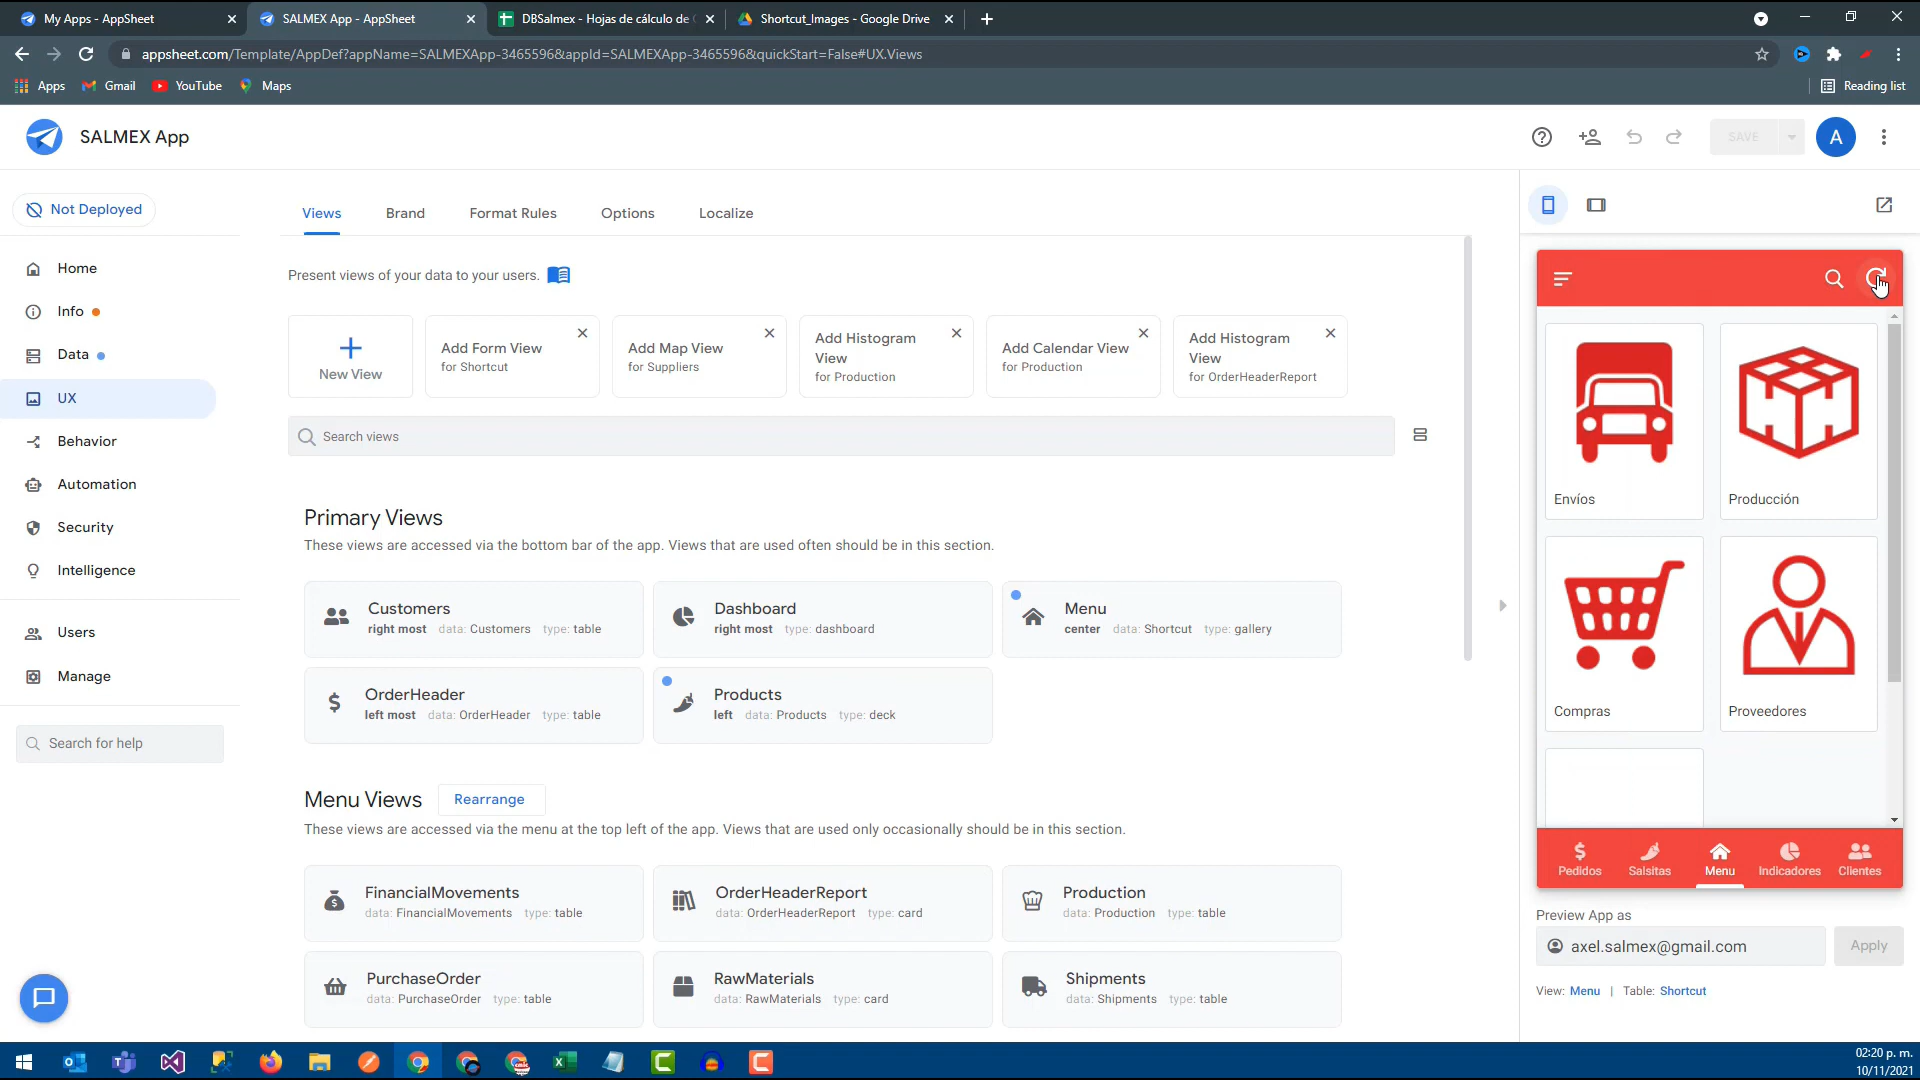 My Apps - AppSheet
SALMEX App - AppSheet
DBSalmex - Hojas de cálculo de
Shortcut_Images - Google Drive
appsheet.com/Template/AppDef?appName=SALMEXApp-3465596&appId=SALMEXApp-3465596&quickStart=False#UX.Views
Apps
Gmail
YouTube
Maps
Reading list
SALMEX App
SAVE
A
Not Deployed
Home
Info
Data
UX
Behavior
Automation
Security
Intelligence
Users
Manage
Search for help
Views
Brand
Format Rules
Options
Localize
Present views of your data to your users.
New View
Add Form View
for Shortcut
Add Map View
for Suppliers
Add Histogram
View
for Production
Add Calendar View
for Production
Add Histogram
View
for OrderHeaderReport
Search views
Primary Views
These views are accessed via the bottom bar of the app. Views that are used often should be in this section.
Customers
right most data: Customers type: table
Dashboard
right most type: dashboard
Menu
center data: Shortcut type: gallery
OrderHeader
left most data: OrderHeader type: table
Products
left data: Products type: deck
Menu Views
Rearrange
These views are accessed via the menu at the top left of the app. Views that are used only occasionally should be in this section.
FinancialMovements
data: FinancialMovements type: table
OrderHeaderReport
data: OrderHeaderReport type: card
Production
data: Production type: table
PurchaseOrder
data: PurchaseOrder type: table
RawMaterials
data: RawMaterials type: card
Shipments
data: Shipments type: table
Envíos
Producción
Compras
Proveedores
Pedidos
Salsitas
Menu
Indicadores
Clientes
Preview App as
axel.salmex@gmail.com
Apply
View: Menu | Table: Shortcut
02:20 p. m.
10/11/2021